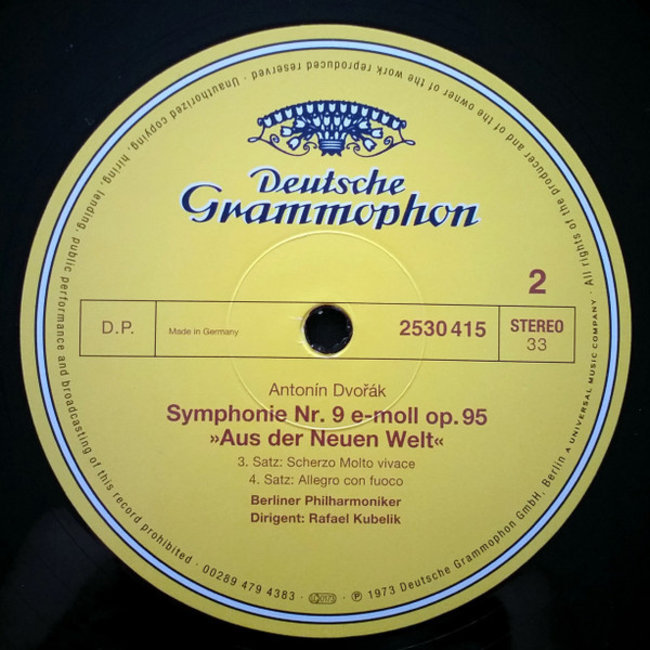 Deutsche
Grammophon
2
D.P.
Made in Germany
2530 415
STEREO
33
Antonín Dvořák
Symphonie Nr. 9 e-moll op. 95
»Aus der Neuen Welt«
3. Satz: Scherzo Molto vivace
4. Satz: Allegro con fuoco
Berliner Philharmoniker
Dirigent: Rafael Kubelik
℗ 1973 Deutsche Grammophon GmbH, Berlin A UNIVERSAL MUSIC COMPANY · All rights of the producer and of the owner of the work reproduced reserved · Unauthorized copying, hiring, lending, public performance and broadcasting of this record prohibited · 00289 479 4383 ·